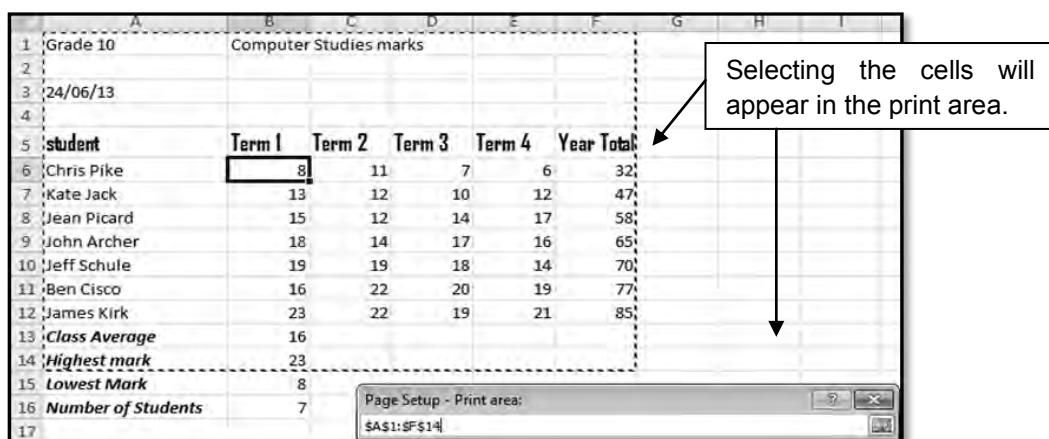 A B C D E F G H I
1 Grade 10 Computer Studies marks
2
3 24/06/13
4
5 student Term 1 Term 2 Term 3 Term 4 Year Total
6 Chris Pike 8 11 7 6 32
7 Kate Jack 13 12 10 12 47
8 Jean Picard 15 12 14 17 58
9 John Archer 18 14 17 16 65
10 Jeff Schule 19 19 18 14 70
11 Ben Cisco 16 22 20 19 77
12 James Kirk 23 22 19 21 85
13 Class Average 16
14 Highest mark 23
15 Lowest Mark 8
16 Number of Students 7
17
Selecting the cells will
appear in the print area.
Page Setup - Print area:
$A$1:$F$14